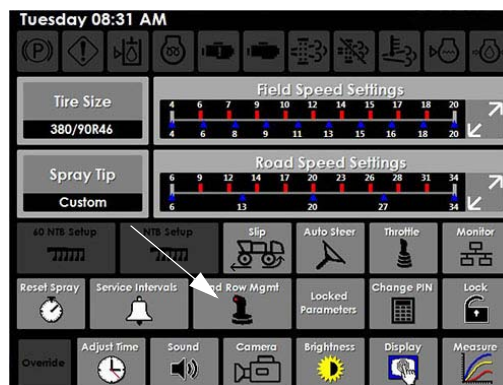 Tuesday 08:31 AM
(P)
Tire Size
380/90R46
Field Speed Settings
4 6 7 9 10 12 14 15 17 18 20
4 6 8 9 11 13 15 16 18 20
Spray Tip
Custom
Road Speed Settings
6 9 12 14 17 20 23 26 28 31 34
6 13 20 27 34
60 NTB Setup
NTB Setup
Slip
Auto Steer
Throttle
Monitor
Reset Spray
Service Intervals
nd Row Mgmt
Locked
Parameters
Change PIN
Lock
Override
Adjust Time
Sound
Camera
Brightness
Display
Measure